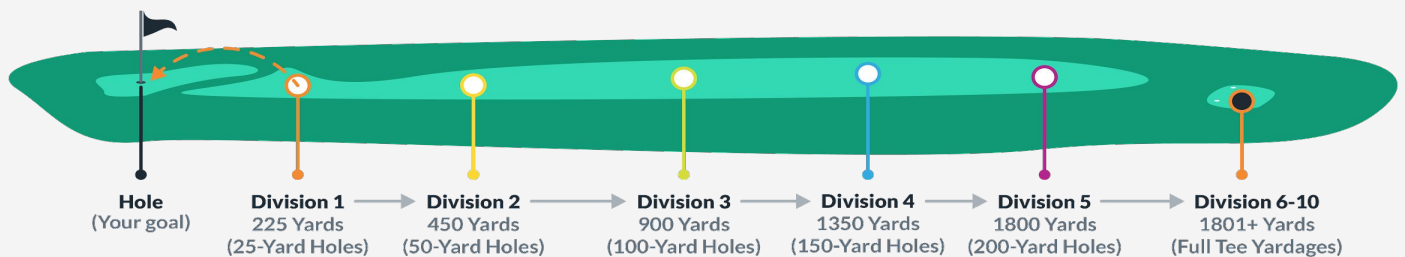 Hole
(Your goal)
Division 1
225 Yards
(25-Yard Holes)
Division 2
450 Yards
(50-Yard Holes)
Division 3
900 Yards
(100-Yard Holes)
Division 4
1350 Yards
(150-Yard Holes)
Division 5
1800 Yards
(200-Yard Holes)
Division 6-10
1801+ Yards
(Full Tee Yardages)